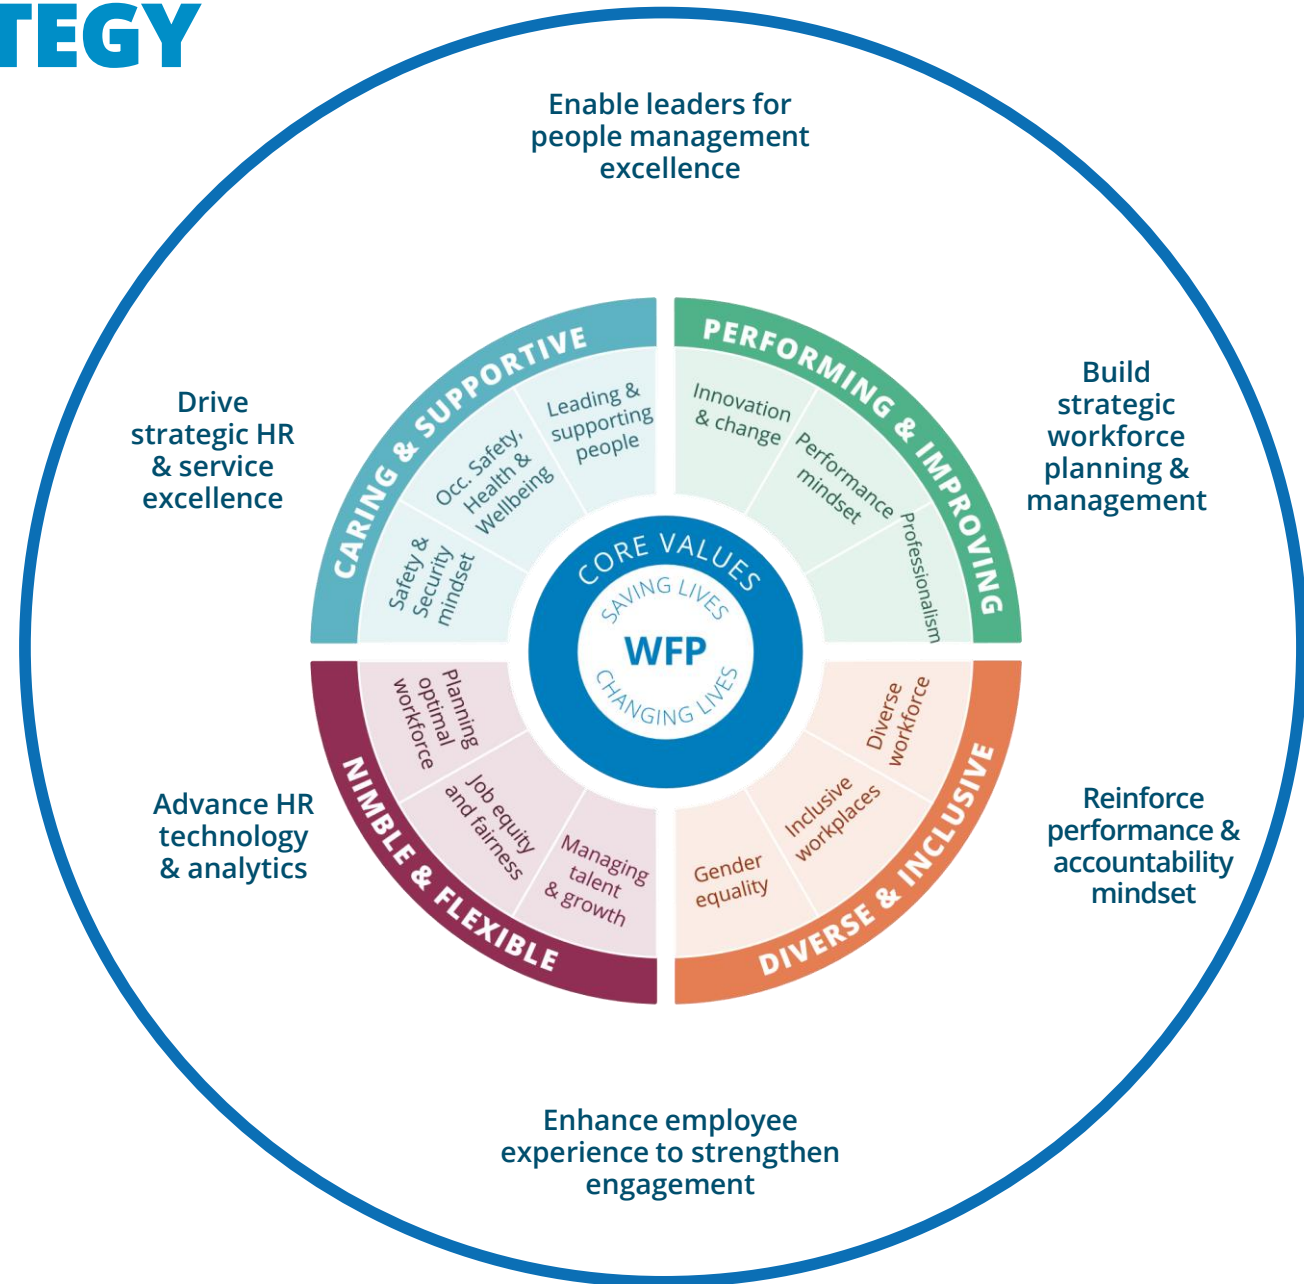 TEGY
Enable leaders for
people management
excellence
Drive
strategic HR
& service
excellence
Build
strategic
workforce
planning &
management
CARING & SUPPORTIVE
Safety &
Security
mindset
Occ. Safety,
Health &
Wellbeing
Leading &
supporting
people
PERFORMING & IMPROVING
Innovation
& change
Performance
mindset
Professionalism
CORE VALUES
SAVING LIVES
WFP
CHANGING LIVES
NIMBLE & FLEXIBLE
Planning
optimal
workforce
Job equity
and fairness
Managing
talent
& growth
DIVERSE & INCLUSIVE
Diverse
workforce
Inclusive
workplaces
Gender
equality
Advance HR
technology
& analytics
Reinforce
performance &
accountability
mindset
Enhance employee
experience to strengthen
engagement